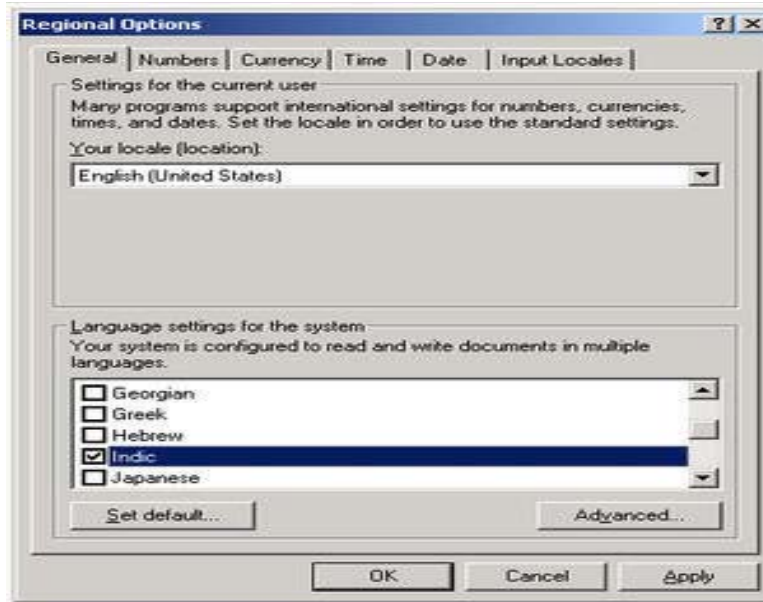 Regional Options
General Numbers Currency Time Date Input Locales
Settings for the current user
Many programs support international settings for numbers, currencies,
times, and dates. Set the locale in order to use the standard settings.
Your locale (location):
English (United States)
Language settings for the system
Your system is configured to read and write documents in multiple
languages.
Georgian
Greek
Hebrew
Indic
Japanese
Set default... Advanced...
OK Cancel Apply